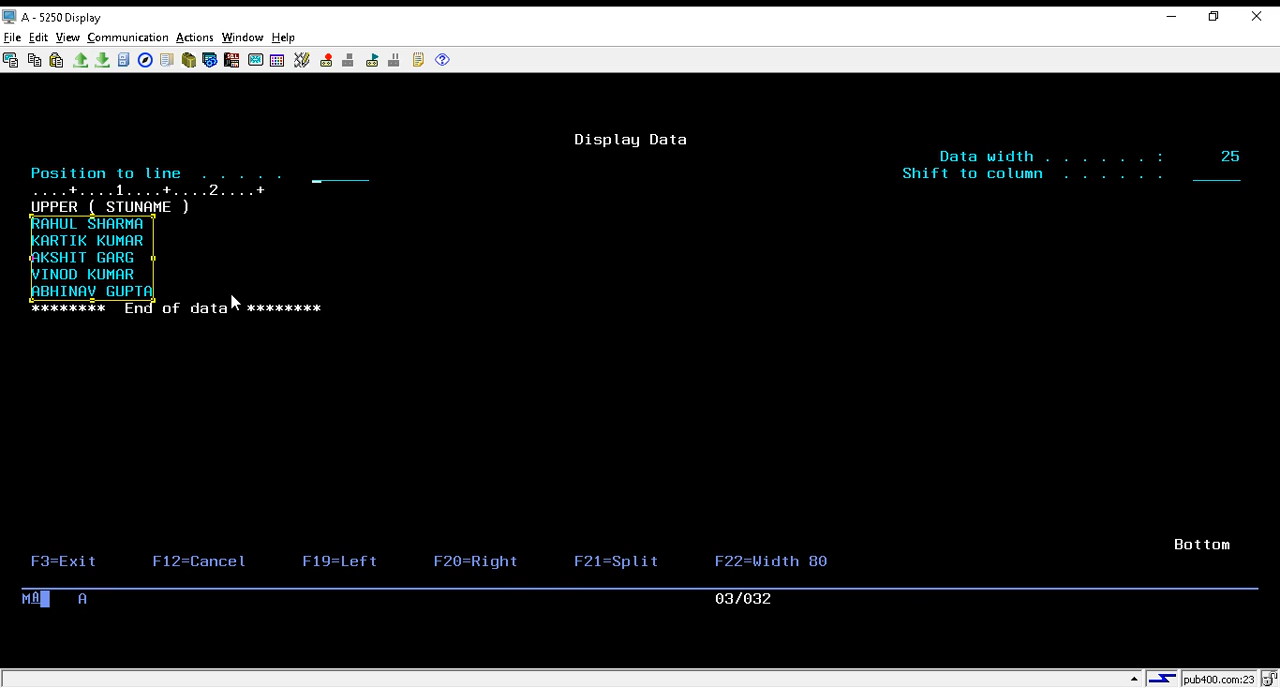 A - 5250 Display
File Edit View Communication Actions Window Help
Display Data
Data width . . . . . . : 25
Position to line . . . . .
Shift to column . . . . . .
....+....1....+....2....+
UPPER ( STUNAME )
RAHUL SHARMA
KARTIK KUMAR
AKSHIT GARG
VINOD KUMAR
ABHINAV GUPTA
******** End of data ********
Bottom
F3=Exit F12=Cancel F19=Left F20=Right F21=Split F22=Width 80
MA A 03/032
pub400.com:23